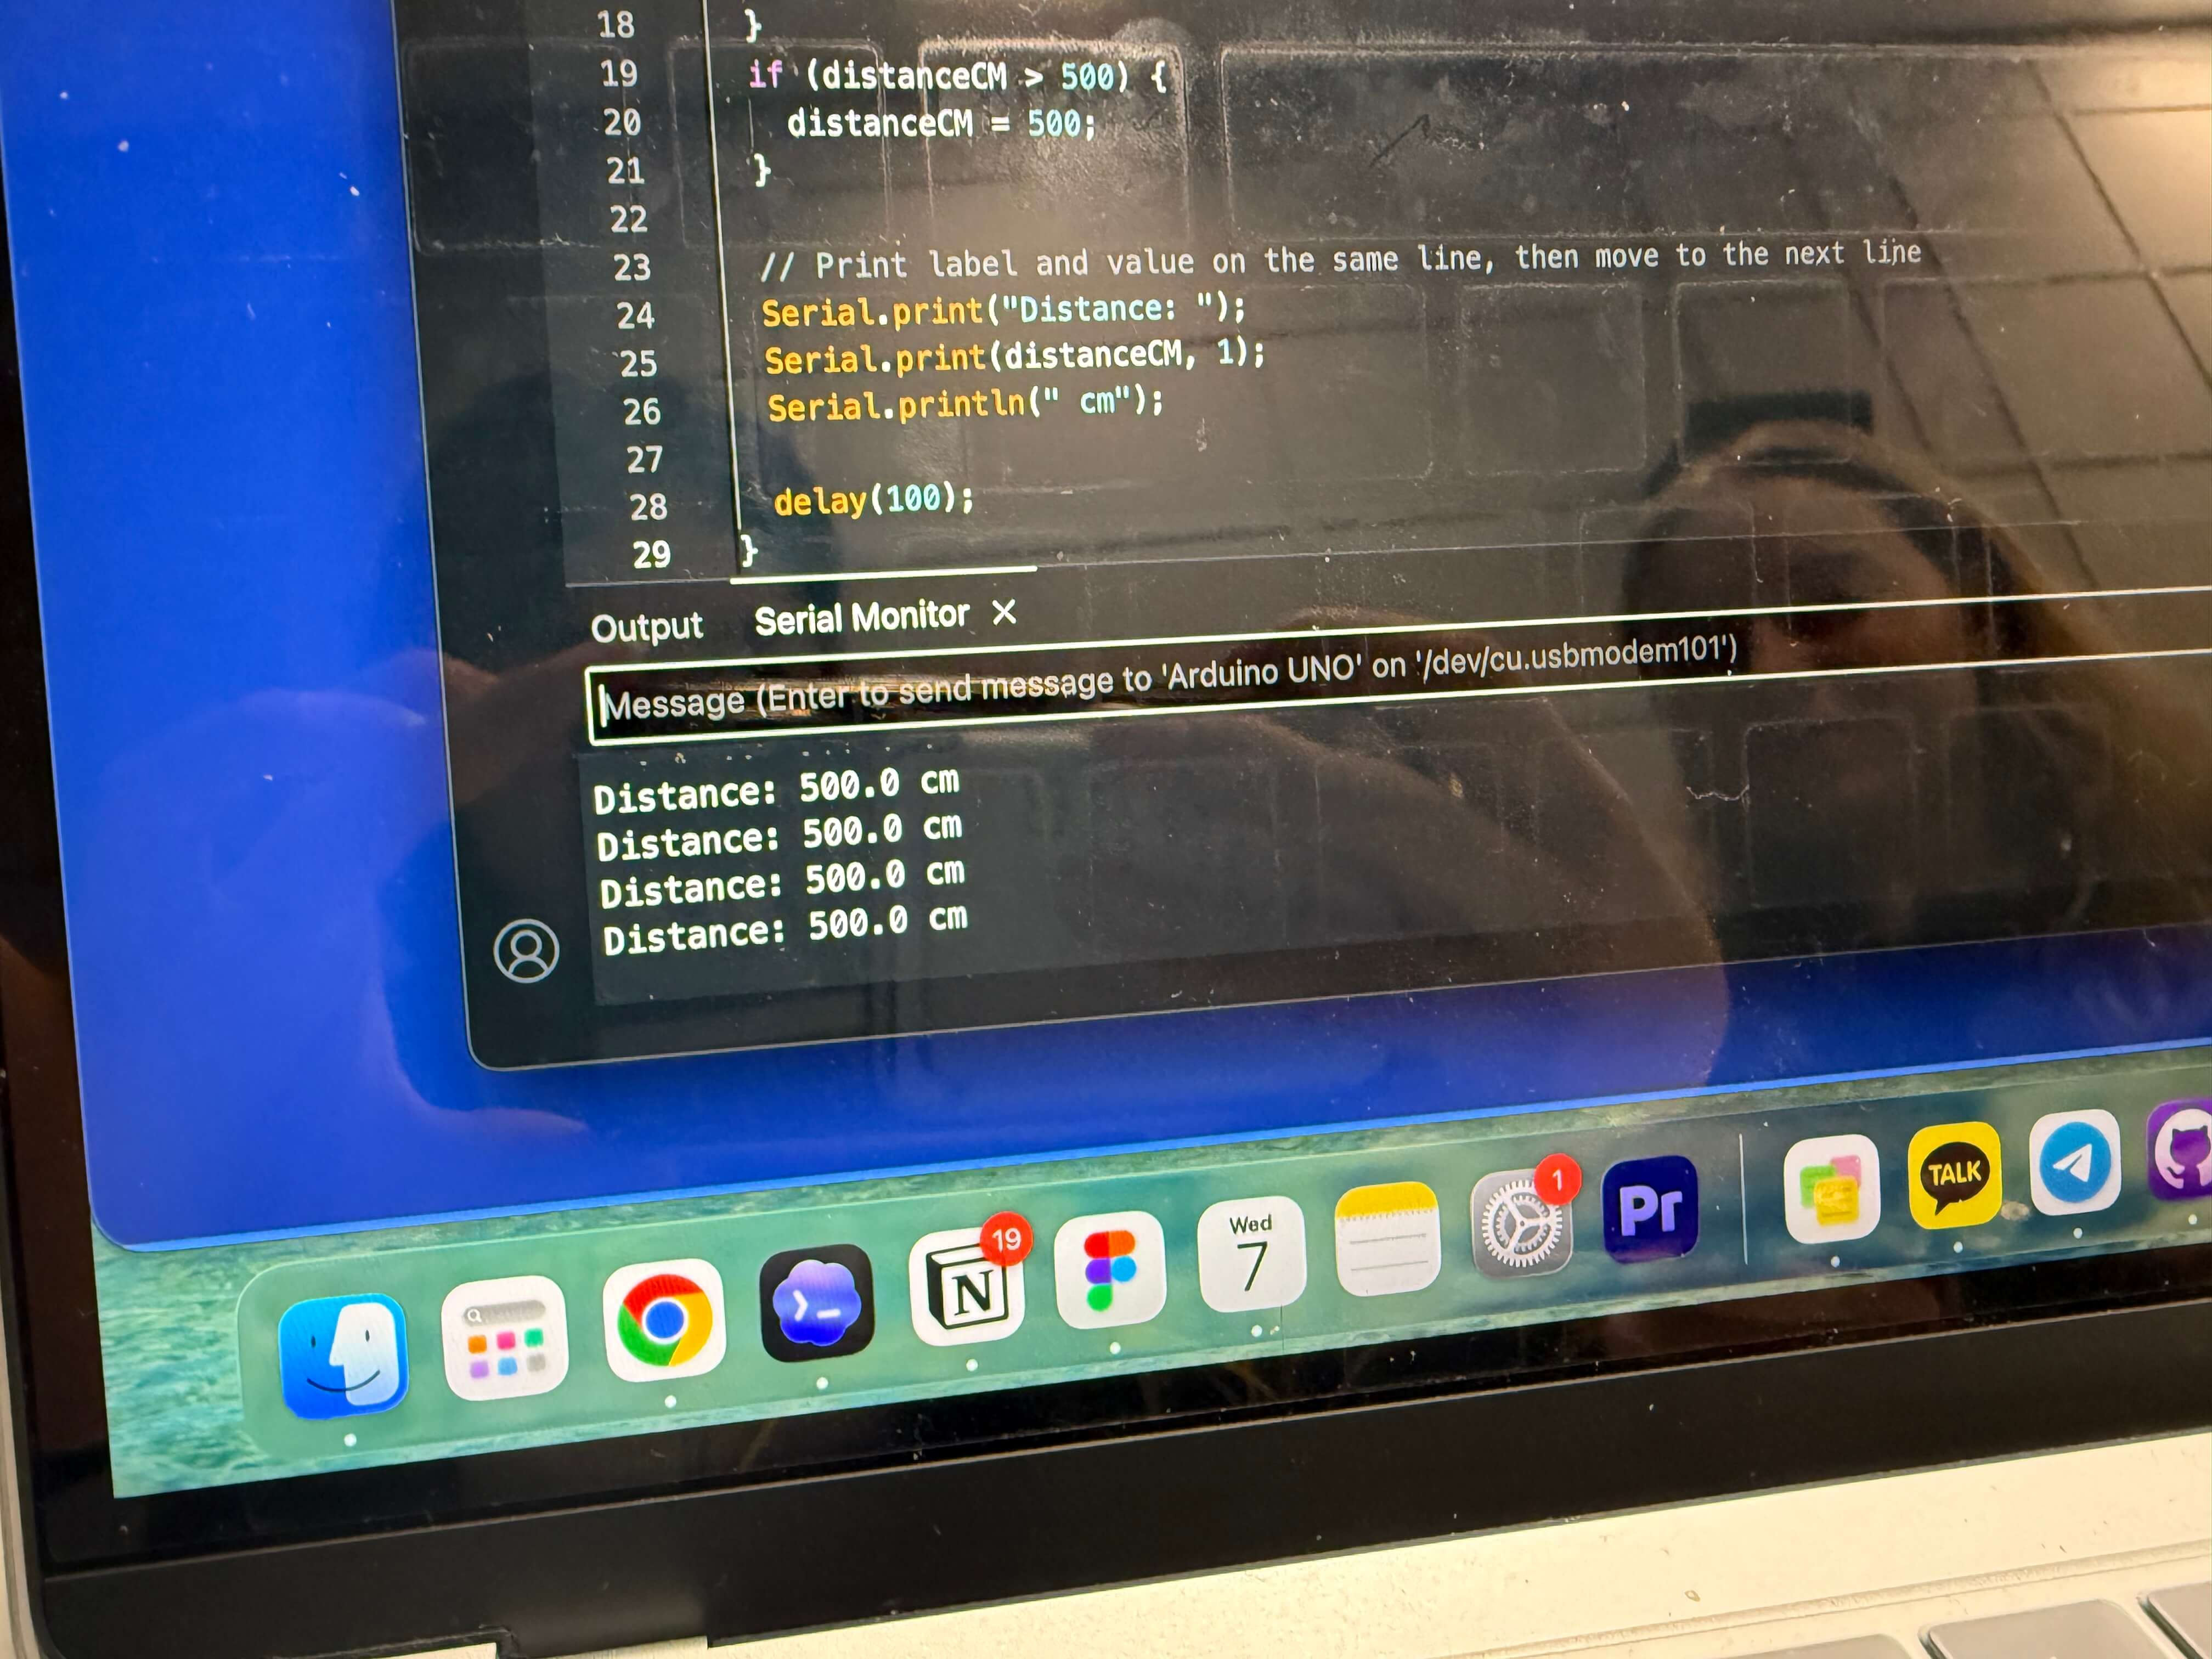 18 }
19 if (distanceCM > 500) {
20 distanceCM = 500;
21 }
22
23 // Print label and value on the same line, then move to the next line
24 Serial.print("Distance: ");
25 Serial.print(distanceCM, 1);
26 Serial.println(" cm");
27
28 delay(100);
29 }
Output Serial Monitor ×
Message (Enter to send message to 'Arduino UNO' on '/dev/cu.usbmodem101')
Distance: 500.0 cm
Distance: 500.0 cm
Distance: 500.0 cm
Distance: 500.0 cm
19
N
Wed
7
1
Pr
TALK